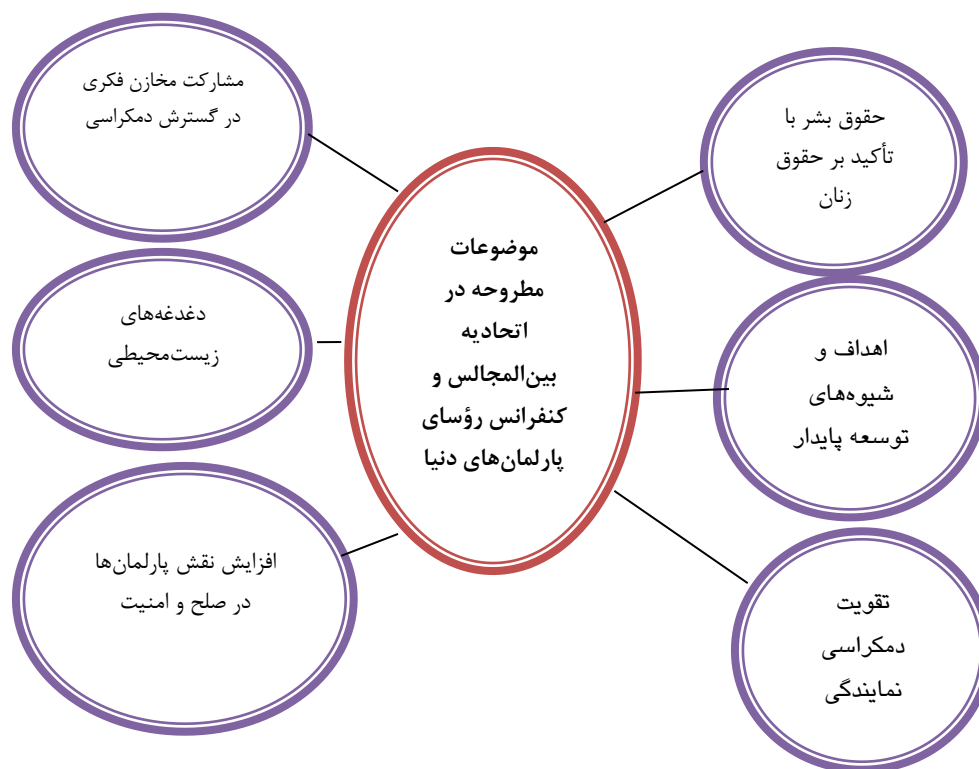 موضوعات
مطروحه در
اتحادیه
بین‌المجالس و
کنفرانس رؤسای
پارلمان‌های دنیا
حقوق بشر با
تأکید بر حقوق
زنان
اهداف و
شیوه‌های
توسعه پایدار
تقویت
دمکراسی
نمایندگی
مشارکت مخازن فکری
در گسترش دمکراسی
دغدغه‌های
زیست‌محیطی
افزایش نقش پارلمان‌ها
در صلح و امنیت